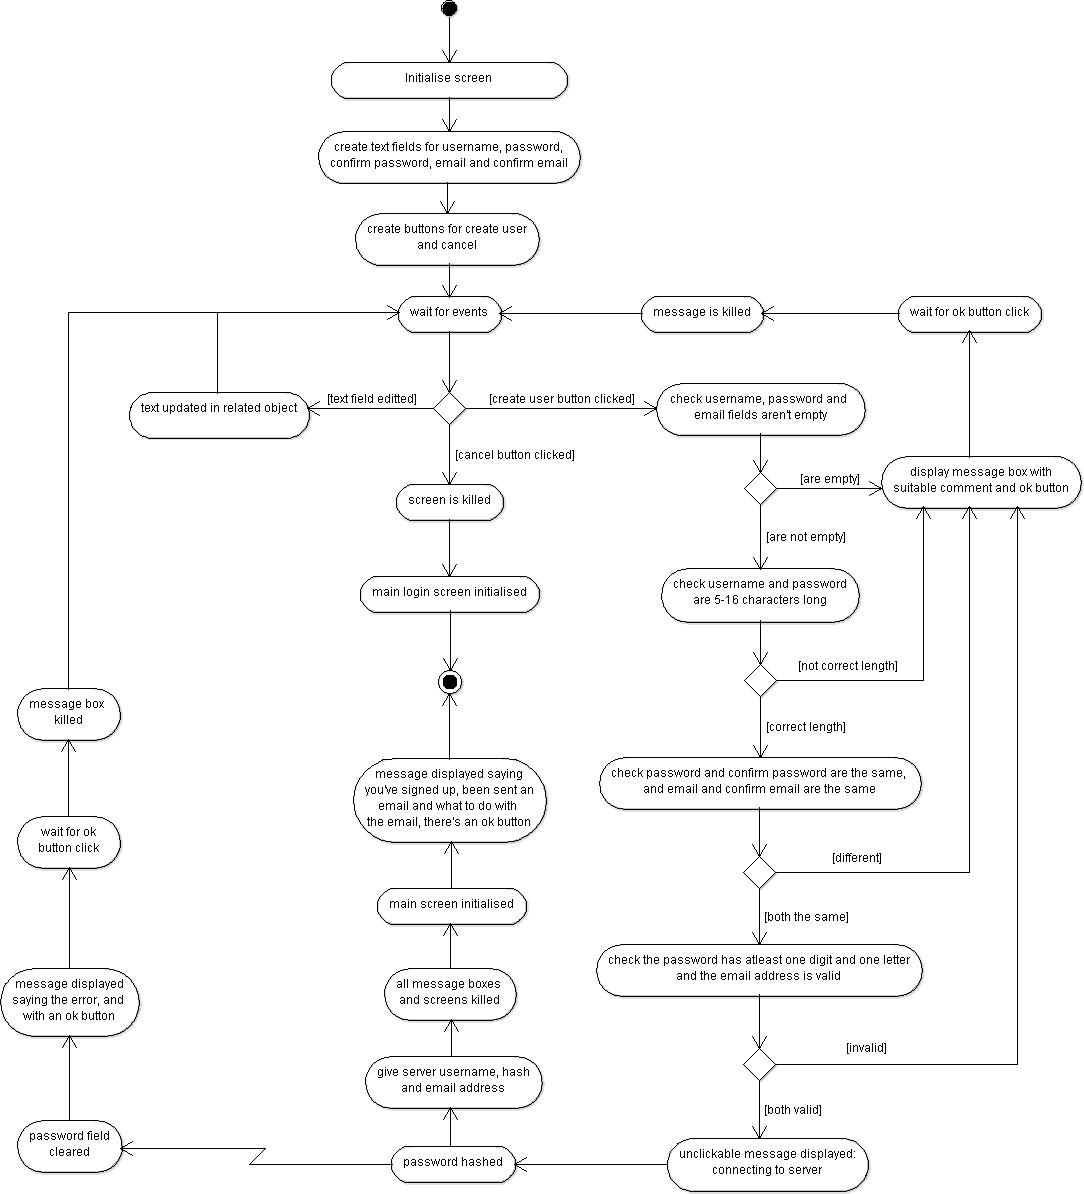 Initialise screen
create text fields for username, password,
confirm password, email and confirm email
create buttons for create user
and cancel
wait for events
message is killed
wait for ok button click
text updated in related object
[text field editted]
[create user button clicked]
check username, password and
email fields aren't empty
[cancel button clicked]
[are empty]
display message box with
suitable comment and ok button
screen is killed
[are not empty]
main login screen initialised
check username and password
are 5-16 characters long
[not correct length]
message box
killed
[correct length]
message displayed saying
you've signed up, been sent an
email and what to do with
the email, there's an ok button
check password and confirm password are the same,
and email and confirm email are the same
wait for ok
button click
[different]
main screen initialised
[both the same]
check the password has atleast one digit and one letter
and the email address is valid
message displayed
saying the error, and
with an ok button
all message boxes
and screens killed
[invalid]
give server username, hash
and email address
[both valid]
password field
cleared
password hashed
unclickable message displayed:
connecting to server